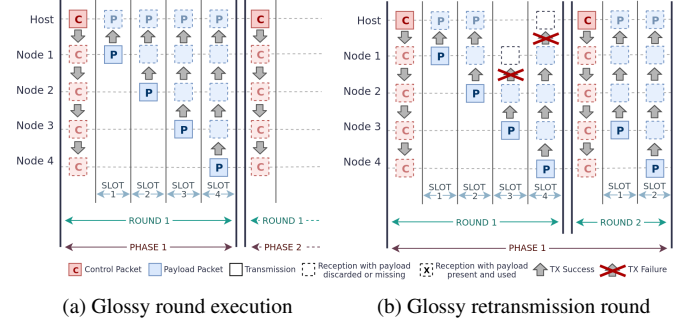 Host
Node 1
Node 2
Node 3
Node 4
C
P
P
P
P
C
C
P
C
C
P
C
C
P
C
C
P
C
SLOT 1
SLOT 2
SLOT 3
SLOT 4
ROUND 1
ROUND 1
PHASE 1
PHASE 2
Host
Node 1
Node 2
Node 3
Node 4
C
P
P
C
P
P
C
P
C
C
P
C
C
P
C
P
C
P
C
P
C
SLOT 1
SLOT 2
SLOT 3
SLOT 4
SLOT 1
SLOT 2
ROUND 1
ROUND 2
PHASE 1
C Control Packet
Payload Packet
Transmission
Reception with payload
discarded or missing
X Reception with payload
present and used
TX Success
TX Failure
(a) Glossy round execution
(b) Glossy retransmission round